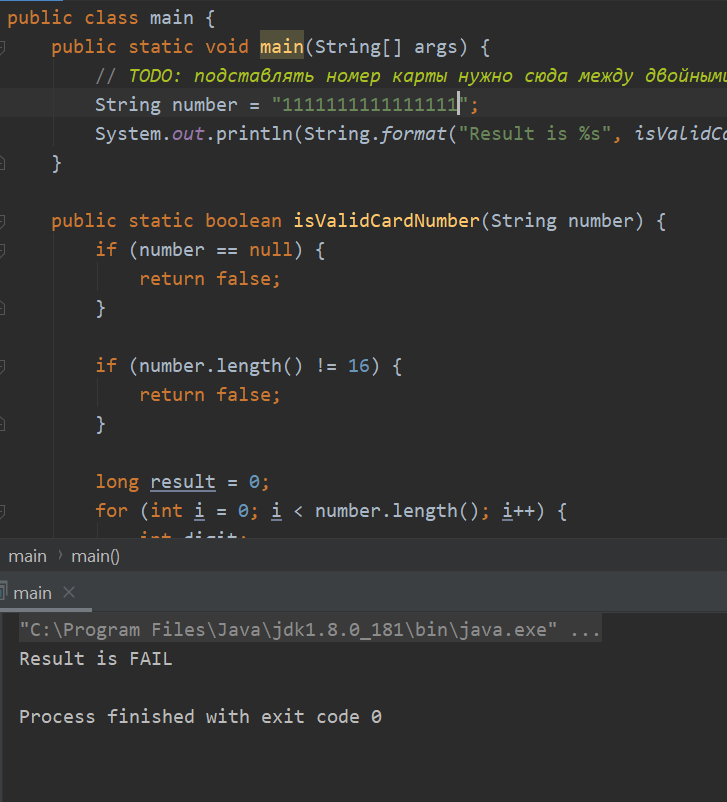 public class main {
public static void main(String[] args) {
// TODO: подставлять номер карты нужно сюда между двойными
String number = "1111111111111111";
System.out.println(String.format("Result is %s", isValidCa
}
public static boolean isValidCardNumber(String number) {
if (number == null) {
return false;
}
if (number.length() != 16) {
return false;
}
long result = 0;
for (int i = 0; i < number.length(); i++) {
int digit;
main › main()
main ×
"C:\Program Files\Java\jdk1.8.0_181\bin\java.exe" ...
Result is FAIL
Process finished with exit code 0